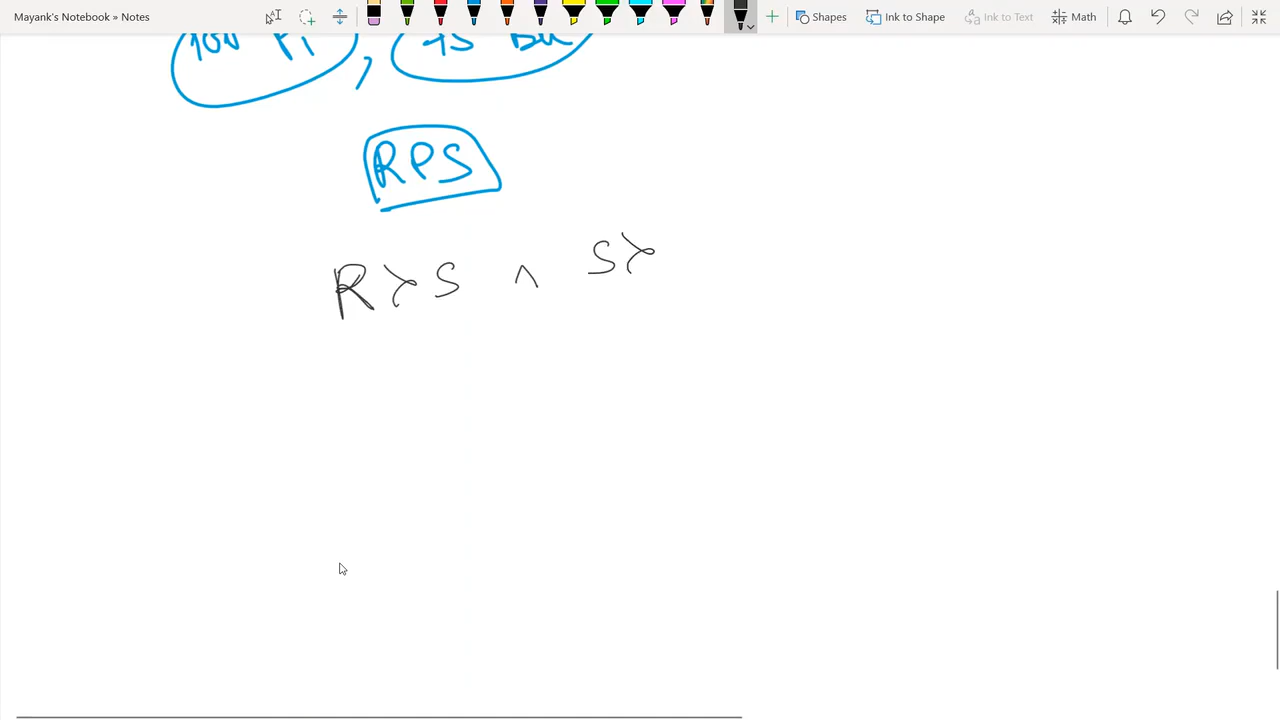 Mayank's Notebook » Notes
Shapes Ink to Shape Ink to Text Math
RPS
R ≻ S ∧ S ≻